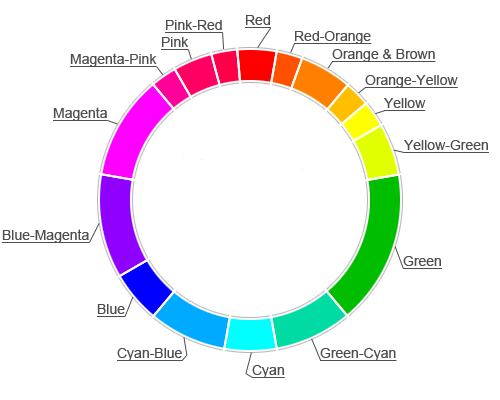 Red
Pink-Red
Red-Orange
Pink
Orange & Brown
Magenta-Pink
Orange-Yellow
Yellow
Magenta
Yellow-Green
Blue-Magenta
Green
Blue
Cyan-Blue
Green-Cyan
Cyan